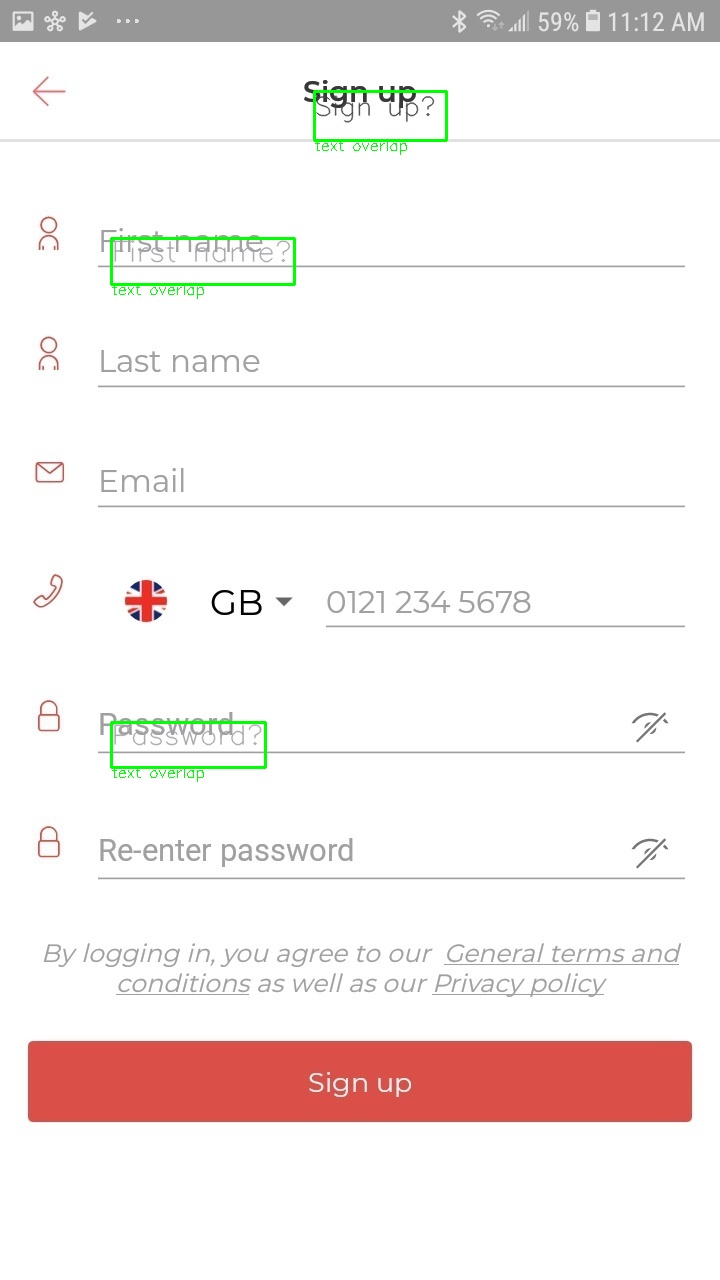 59% 11:12 AM
Sign up
Sign up?
text overlap
First name
First name?
text overlap
Last name
Email
GB 0121 234 5678
Password
Password?
text overlap
Re-enter password
By logging in, you agree to our General terms and
conditions as well as our Privacy policy
Sign up